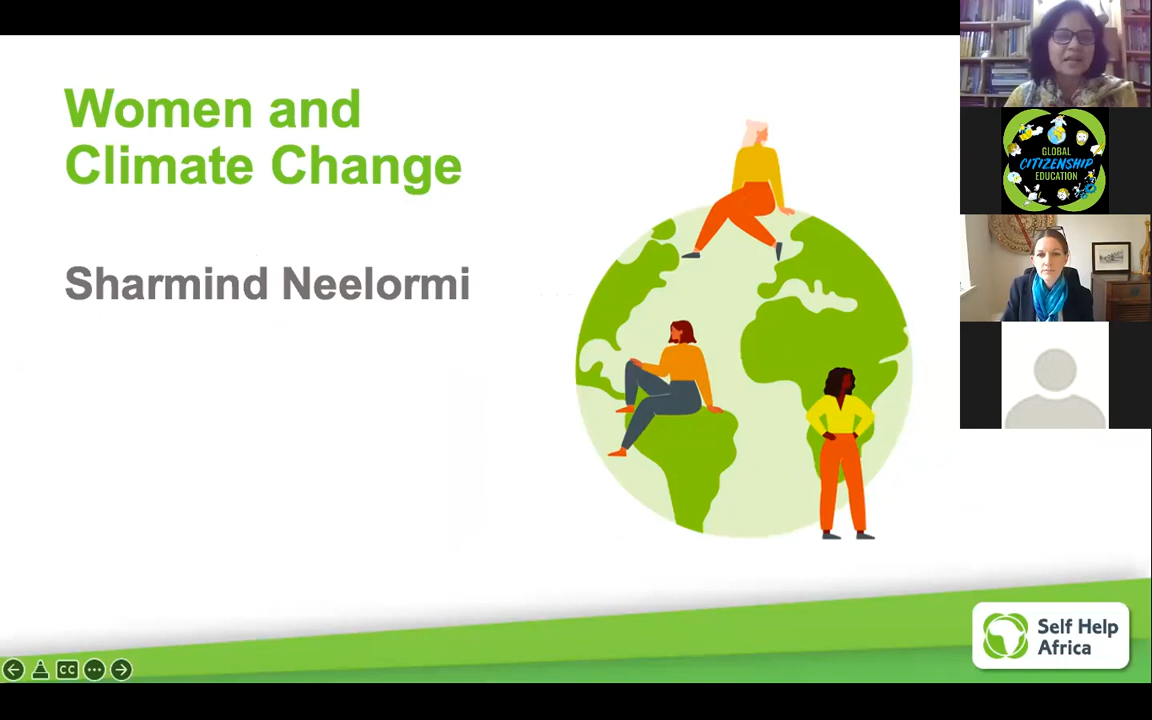 Women and
Climate Change
Sharmind Neelormi
GLOBAL
CITIZENSHIP
EDUCATION
Self Help
Africa
CC